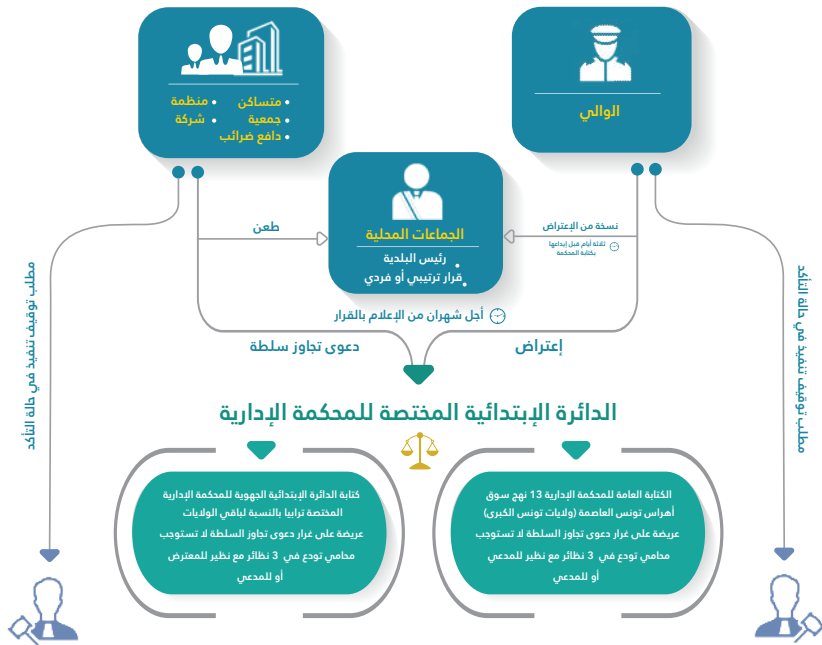 الوالي
• متساكن
• منظمة
• جمعية
• شركة
• دافع ضرائب
الجماعات المحلية
رئيس البلدية
قرار ترتيبي أو فردي
نسخة من الإعتراض
ثلاثة أيام قبل إيداعها
بكتابة المحكمة
طعن
أجل شهران من الإعلام بالقرار
إعتراض
دعوى تجاوز سلطة
مطلب توقيف تنفيذ في حالة التأكد
مطلب توقيف تنفيذ في حالة التأكد
الدائرة الإبتدائية المختصة للمحكمة الإدارية
الكتابة العامة للمحكمة الإدارية 13 نهج سوق
أهراس تونس العاصمة (ولايات تونس الكبرى)
عريضة على غرار دعوى تجاوز السلطة لا تستوجب
محامي تودع في 3 نظائر مع نظير للمدعي
أو للمدعي
كتابة الدائرة الإبتدائية الجهوية للمحكمة الإدارية
المختصة ترابيا بالنسبة لباقي الولايات
عريضة على غرار دعوى تجاوز السلطة لا تستوجب
محامي تودع في 3 نظائر مع نظير للمعترض
أو للمدعي